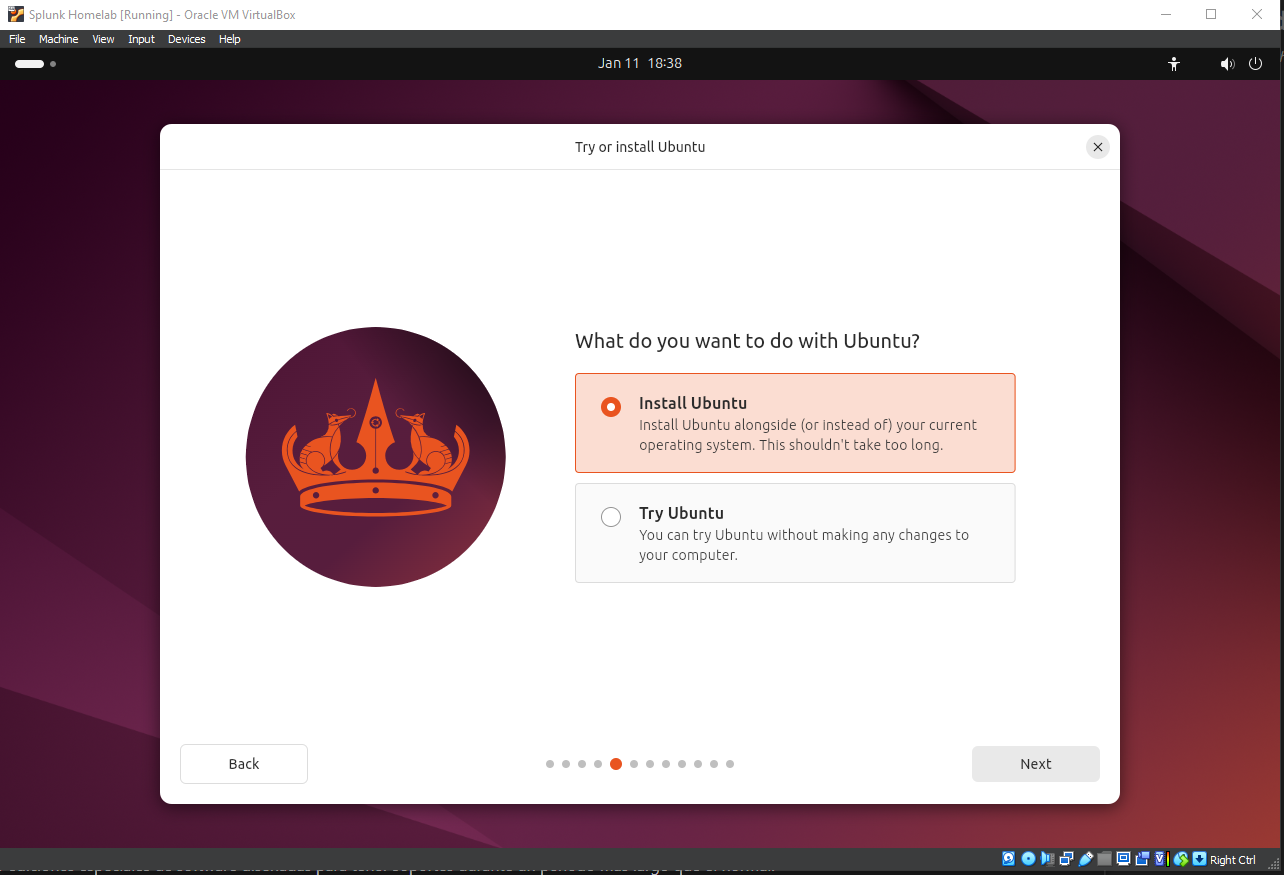 Splunk Homelab [Running] - Oracle VM VirtualBox
File Machine View Input Devices Help
Jan 11 18:38
Try or install Ubuntu
What do you want to do with Ubuntu?
Install Ubuntu
Install Ubuntu alongside (or instead of) your current
operating system. This shouldn't take too long.
Try Ubuntu
You can try Ubuntu without making any changes to
your computer.
Back
Next
Right Ctrl